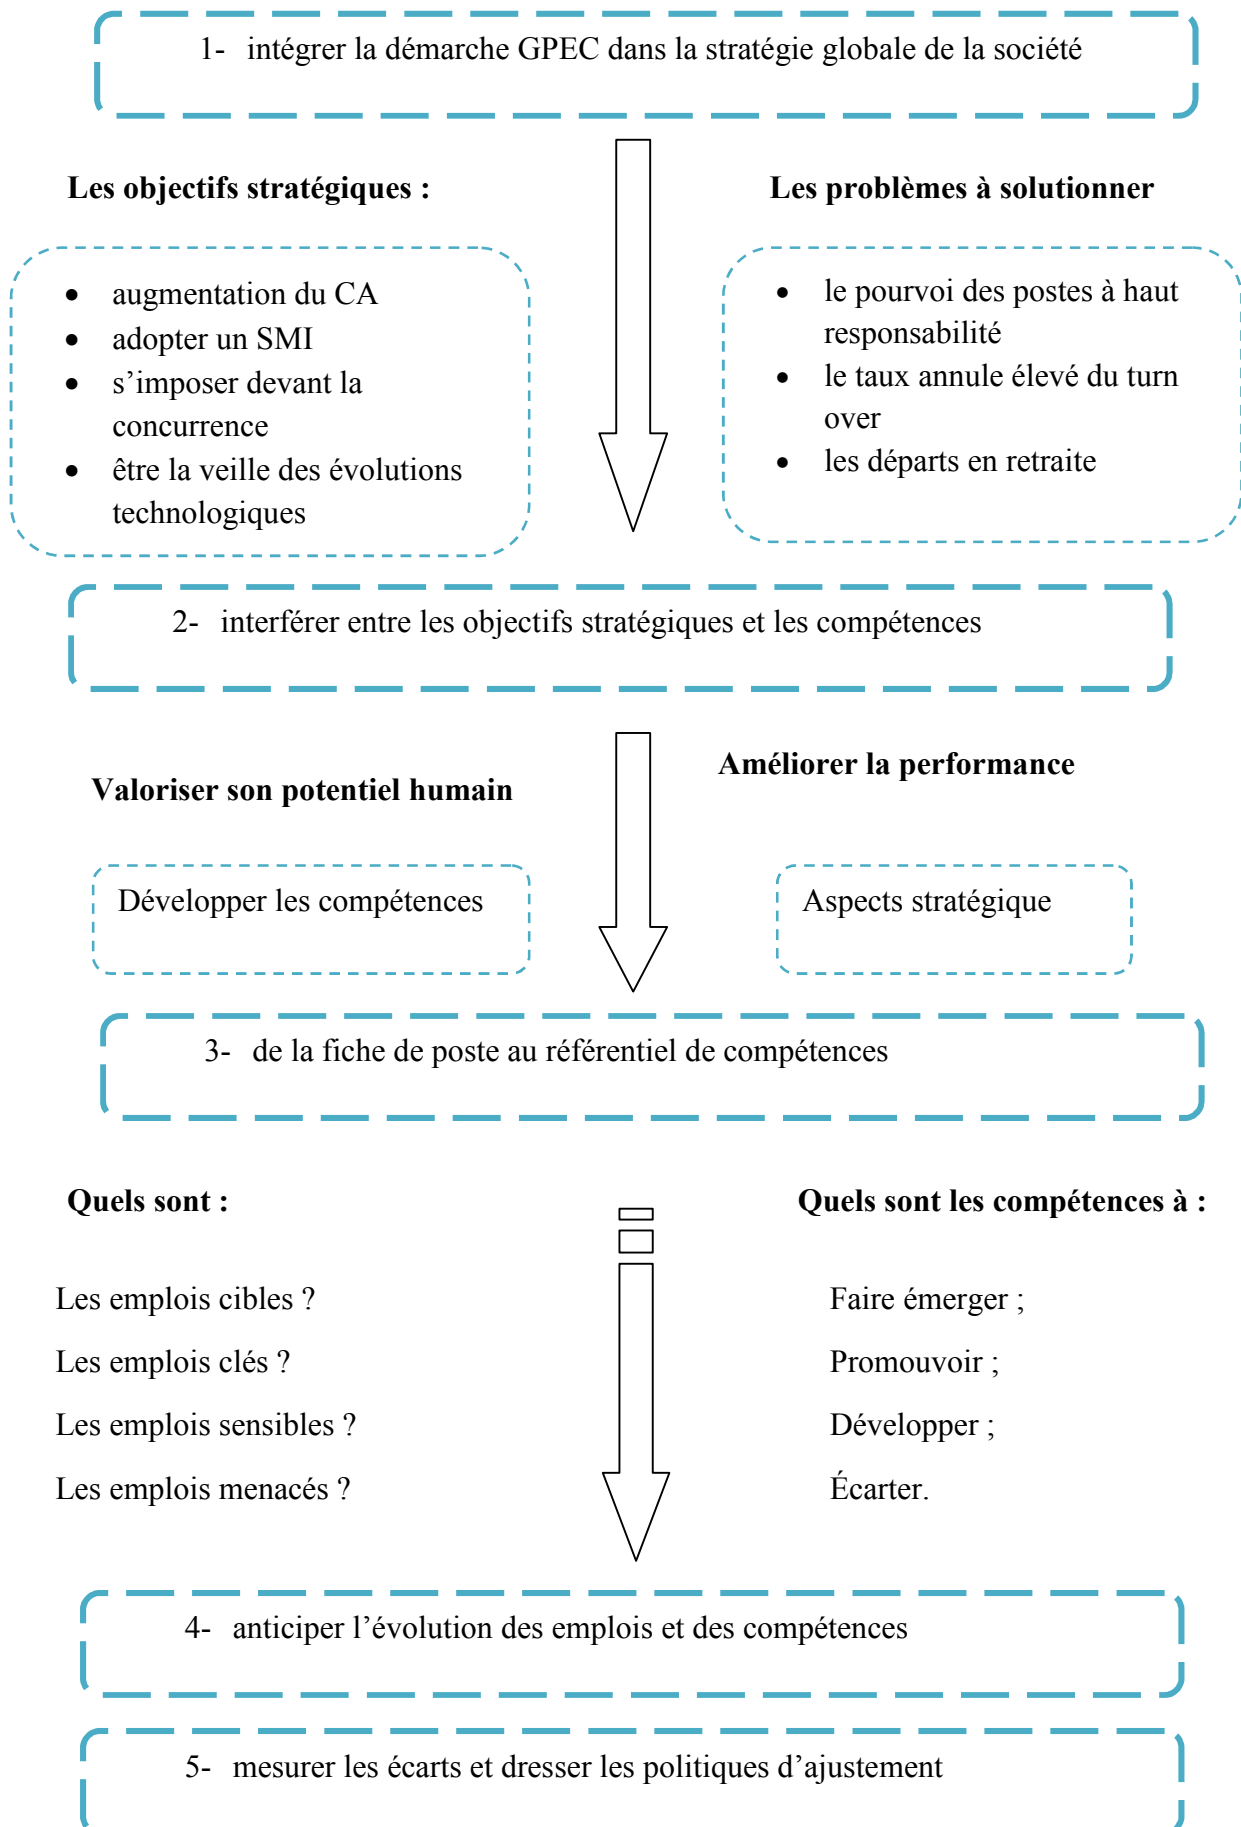 1- intégrer la démarche GPEC dans la stratégie globale de la société
Les objectifs stratégiques :
• augmentation du CA
• adopter un SMI
• s’imposer devant la
concurrence
• être la veille des évolutions
technologiques
Les problèmes à solutionner
• le pourvoi des postes à haut
responsabilité
• le taux annule élevé du turn
over
• les départs en retraite
2- interférer entre les objectifs stratégiques et les compétences
Valoriser son potentiel humain
Développer les compétences
Améliorer la performance
Aspects stratégique
3- de la fiche de poste au référentiel de compétences
Quels sont :
Les emplois cibles ?
Les emplois clés ?
Les emplois sensibles ?
Les emplois menacés ?
Quels sont les compétences à :
Faire émerger ;
Promouvoir ;
Développer ;
Écarter.
4- anticiper l’évolution des emplois et des compétences
5- mesurer les écarts et dresser les politiques d’ajustement